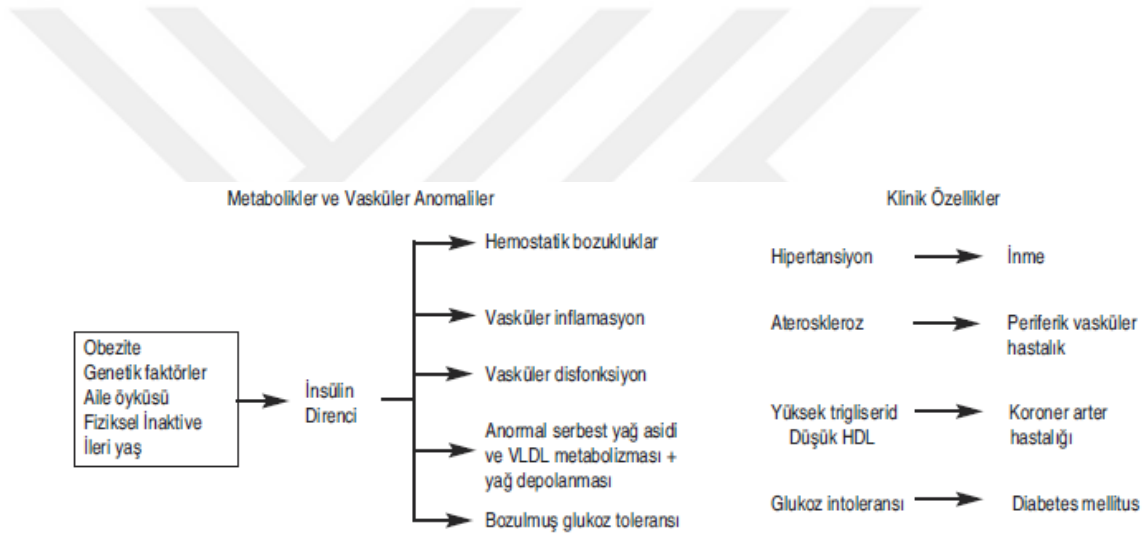 Metabolikler ve Vasküler Anomaliler
Klinik Özellikler
Obezite
Genetik faktörler
Aile öyküsü
Fiziksel İnaktive
İleri yaş
İnsülin
Direnci
Hemostatik bozukluklar
Vasküler inflamasyon
Vasküler disfonksiyon
Anormal serbest yağ asidi
ve VLDL metabolizması +
yağ depolanması
Bozulmuş glukoz toleransı
Hipertansiyon
İnme
Ateroskleroz
Periferik vasküler
hastalık
Yüksek trigliserid
Düşük HDL
Koroner arter
hastalığı
Glukoz intoleransı
Diabetes mellitus